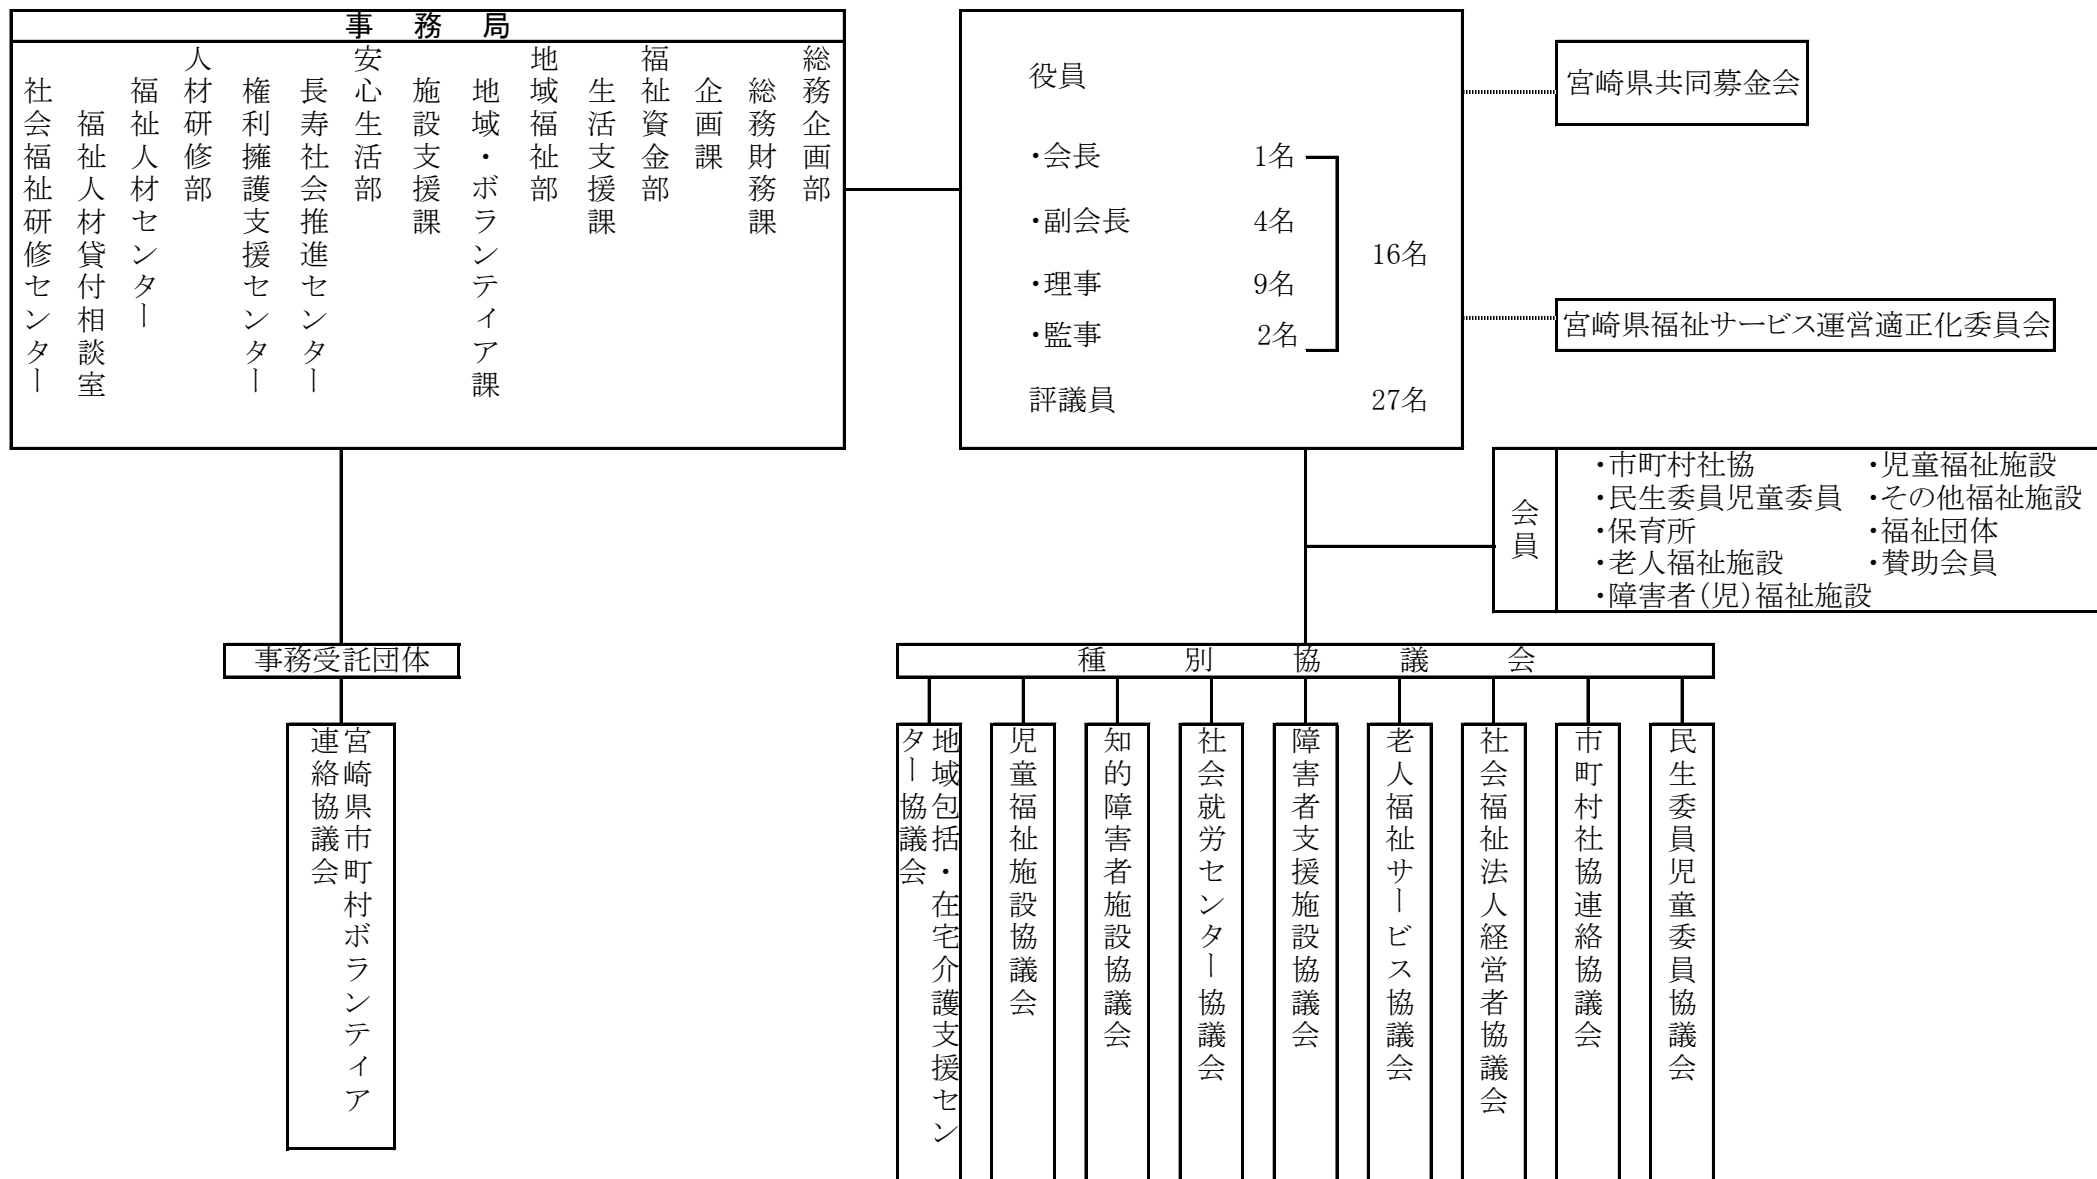 事務局
総務企画部
総務財務課
企画課
福祉資金部
生活支援課
地域福祉部
地域・ボランティア課
施設支援課
安心生活部
長寿社会推進センター
権利擁護支援センター
人材研修部
福祉人材センター
福祉人材貸付相談室
社会福祉研修センター
役員
・会長 1名
・副会長 4名
・理事 9名
・監事 2名
16名
評議員 27名
宮崎県共同募金会
宮崎県福祉サービス運営適正化委員会
会員
・市町村社協
・民生委員児童委員
・保育所
・老人福祉施設
・障害者(児)福祉施設
・児童福祉施設
・その他福祉施設
・福祉団体
・賛助会員
事務受託団体
宮崎県市町村ボランティア
連絡協議会
種別協議会
民生委員児童委員協議会
市町村社協連絡協議会
社会福祉法人経営者協議会
老人福祉サービス協議会
障害者支援施設協議会
社会就労センター協議会
知的障害者施設協議会
児童福祉施設協議会
地域包括・在宅介護支援セン
ター協議会